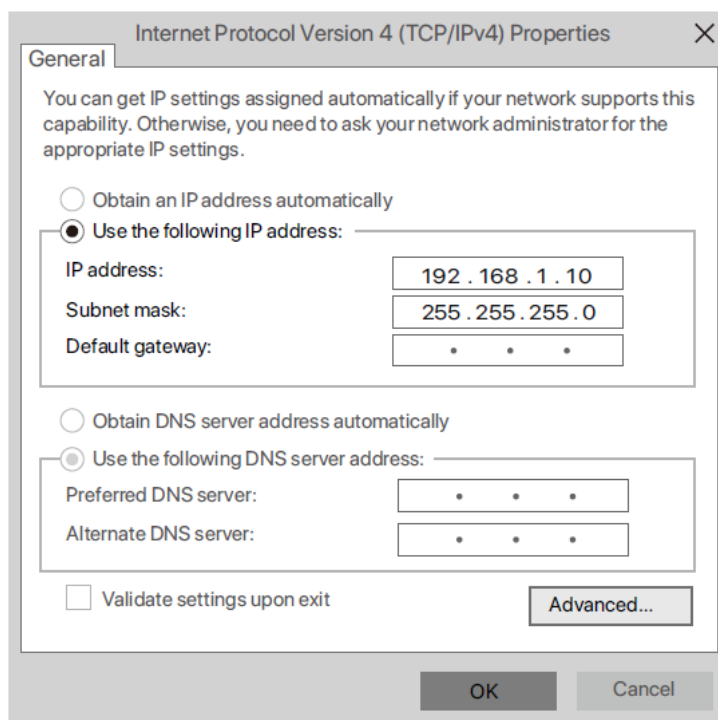 Internet Protocol Version 4 (TCP/IPv4) Properties
General
You can get IP settings assigned automatically if your network supports this
capability. Otherwise, you need to ask your network administrator for the
appropriate IP settings.
Obtain an IP address automatically
Use the following IP address:
IP address: 192 . 168 . 1 . 10
Subnet mask: 255 . 255 . 255 . 0
Default gateway: . . .
Obtain DNS server address automatically
Use the following DNS server address:
Preferred DNS server: . . .
Alternate DNS server: . . .
Validate settings upon exit
Advanced...
OK Cancel